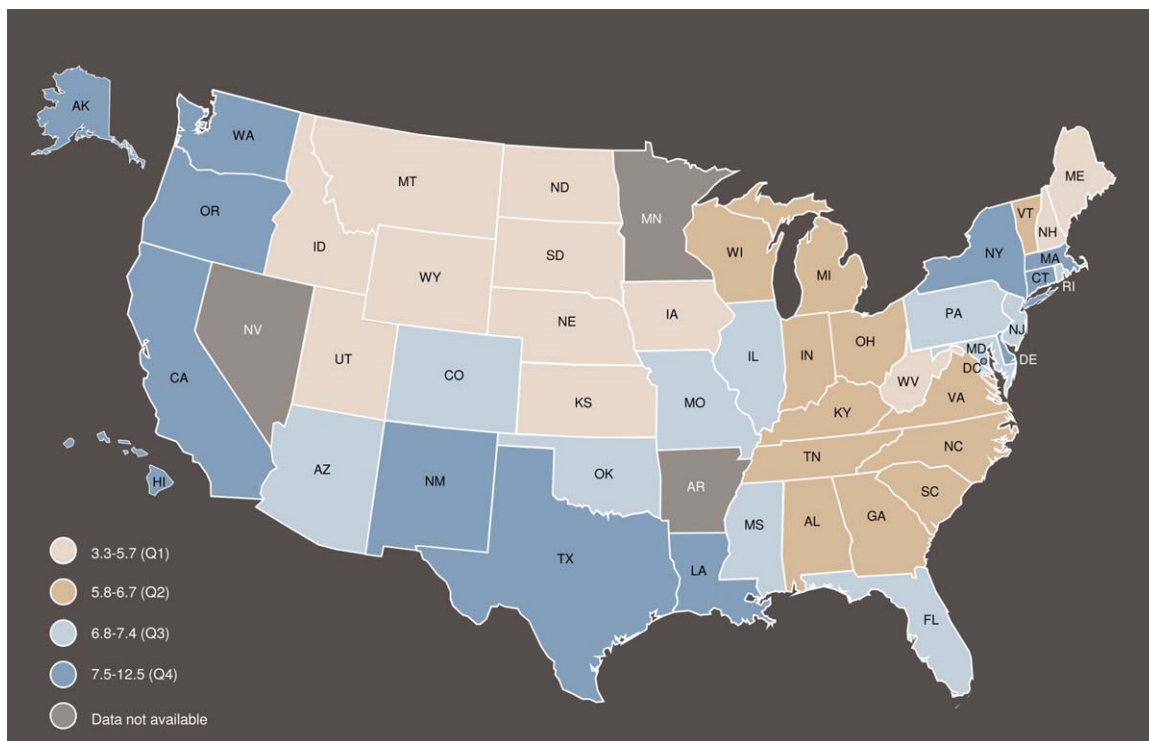 AK
WA
MT
ND
MN
ME
VT
NH
OR
ID
SD
WI
MI
NY
MA
CT
RI
WY
NE
IA
PA
NJ
NV
UT
CO
IL
IN
OH
MD
DE
DC
CA
KS
MO
WV
KY
VA
AZ
NM
OK
TN
NC
HI
AR
MS
AL
GA
SC
TX
LA
FL
3.3-5.7 (Q1)
5.8-6.7 (Q2)
6.8-7.4 (Q3)
7.5-12.5 (Q4)
Data not available